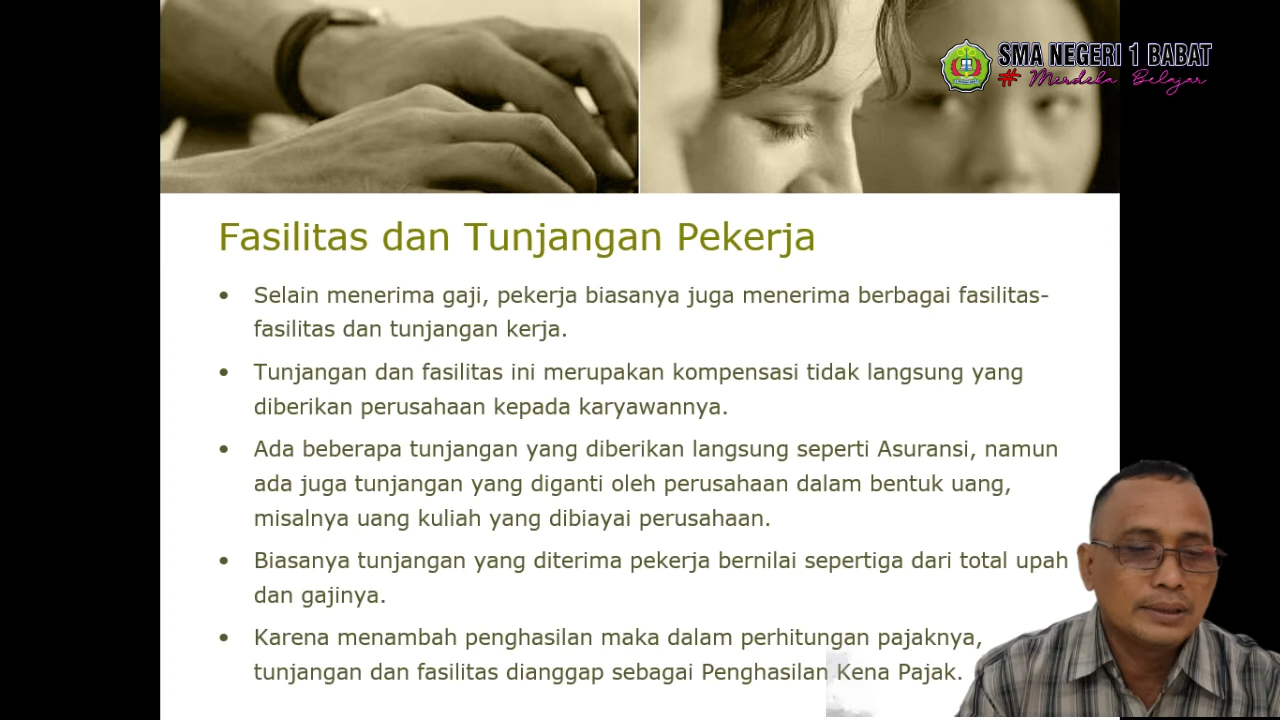 SMA NEGERI 1 BABAT
# Merdeka Belajar
Fasilitas dan Tunjangan Pekerja
• Selain menerima gaji, pekerja biasanya juga menerima berbagai fasilitas-
fasilitas dan tunjangan kerja.
• Tunjangan dan fasilitas ini merupakan kompensasi tidak langsung yang
diberikan perusahaan kepada karyawannya.
• Ada beberapa tunjangan yang diberikan langsung seperti Asuransi, namun
ada juga tunjangan yang diganti oleh perusahaan dalam bentuk uang,
misalnya uang kuliah yang dibiayai perusahaan.
• Biasanya tunjangan yang diterima pekerja bernilai sepertiga dari total upah
dan gajinya.
• Karena menambah penghasilan maka dalam perhitungan pajaknya,
tunjangan dan fasilitas dianggap sebagai Penghasilan Kena Pajak.